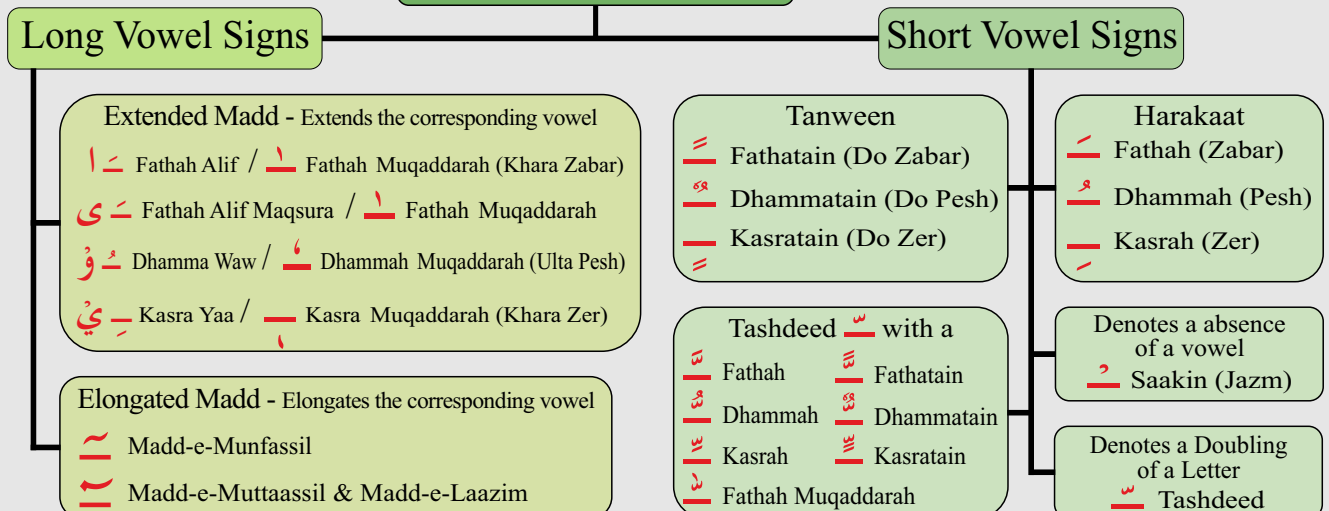 Long Vowel Signs
Short Vowel Signs
Extended Madd - Extends the corresponding vowel
ـَ ا Fathah Alif / ـٰ Fathah Muqaddarah (Khara Zabar)
ـَ ى Fathah Alif Maqsura / ـٰ Fathah Muqaddarah
ـُ وْ Dhamma Waw / ـٗ Dhammah Muqaddarah (Ulta Pesh)
ـِ يْ Kasra Yaa / ـٖ Kasra Muqaddarah (Khara Zer)
Elongated Madd - Elongates the corresponding vowel
ـٓ Madd-e-Munfassil
ـٓ Madd-e-Muttaassil & Madd-e-Laazim
Tanween
ـً Fathatain (Do Zabar)
ـٌ Dhammatain (Do Pesh)
ـٍ Kasratain (Do Zer)
Harakaat
ـَ Fathah (Zabar)
ـُ Dhammah (Pesh)
ـِ Kasrah (Zer)
Tashdeed ـّ with a
ـَّ Fathah ـًّ Fathatain
ـُّ Dhammah ـٌّ Dhammatain
ـِّ Kasrah ـٍّ Kasratain
ـّٰ Fathah Muqaddarah
Denotes a absence
of a vowel
ـْ Saakin (Jazm)
Denotes a Doubling
of a Letter
ـّ Tashdeed